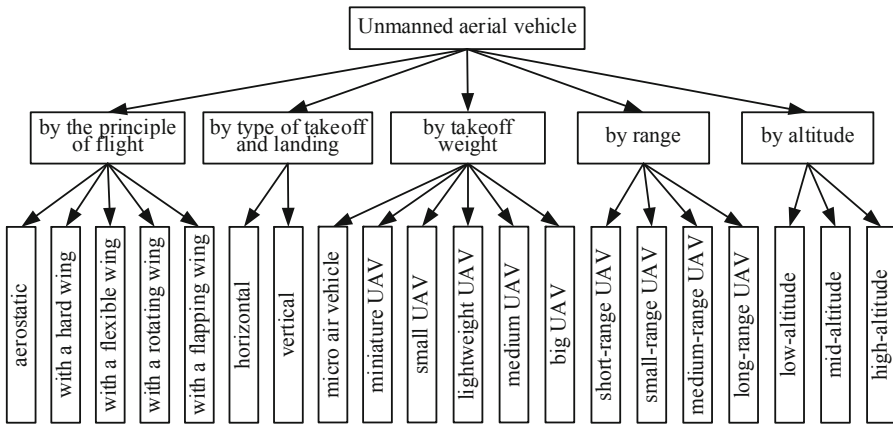 Unmanned aerial vehicle
by the principle
of flight
by type of takeoff
and landing
by takeoff
weight
by range
by altitude
aerostatic
with a hard wing
with a flexible wing
with a rotating wing
with a flapping wing
horizontal
vertical
micro air vehicle
miniature UAV
small UAV
lightweight UAV
medium UAV
big UAV
short-range UAV
small-range UAV
medium-range UAV
long-range UAV
low-altitude
mid-altitude
high-altitude